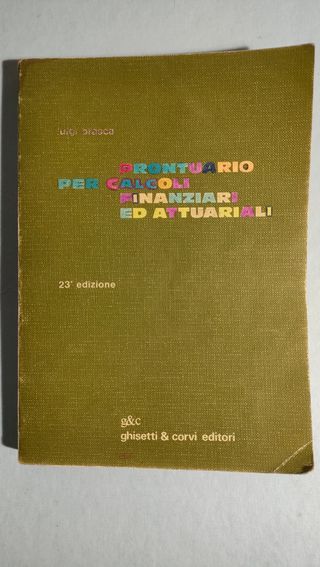 luigi brasca
PRONTUARIO
PER CALCOLI
FINANZIARI
ED ATTUARIALI
23ª edizione
g&c
ghisetti & corvi editori